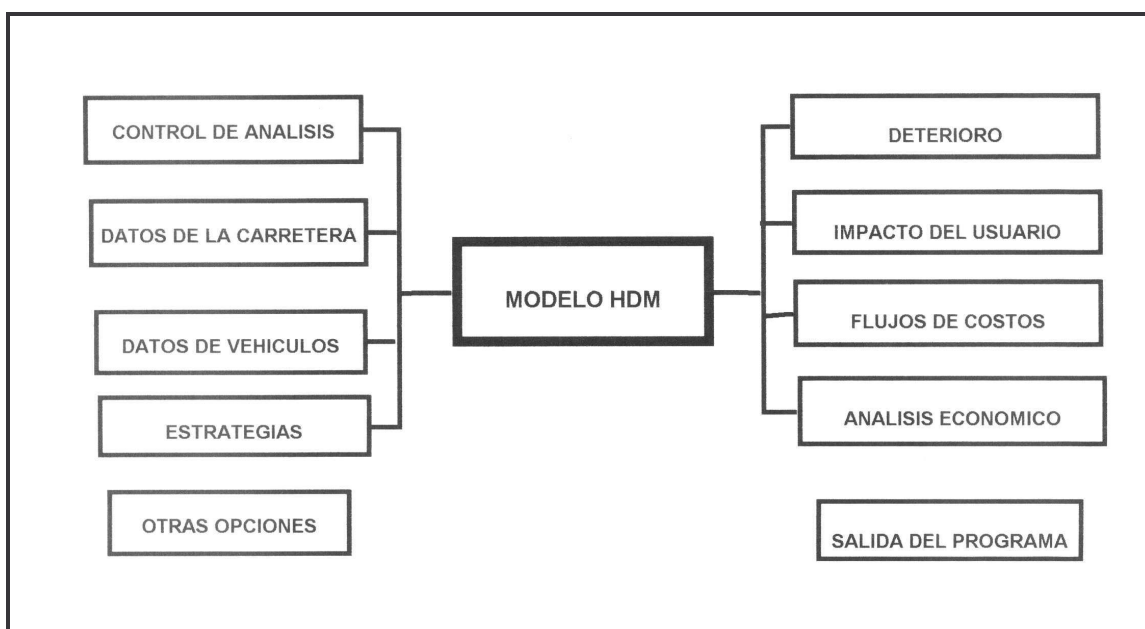 CONTROL DE ANALISIS
DATOS DE LA CARRETERA
DATOS DE VEHICULOS
ESTRATEGIAS
OTRAS OPCIONES
MODELO HDM
DETERIORO
IMPACTO DEL USUARIO
FLUJOS DE COSTOS
ANALISIS ECONOMICO
SALIDA DEL PROGRAMA